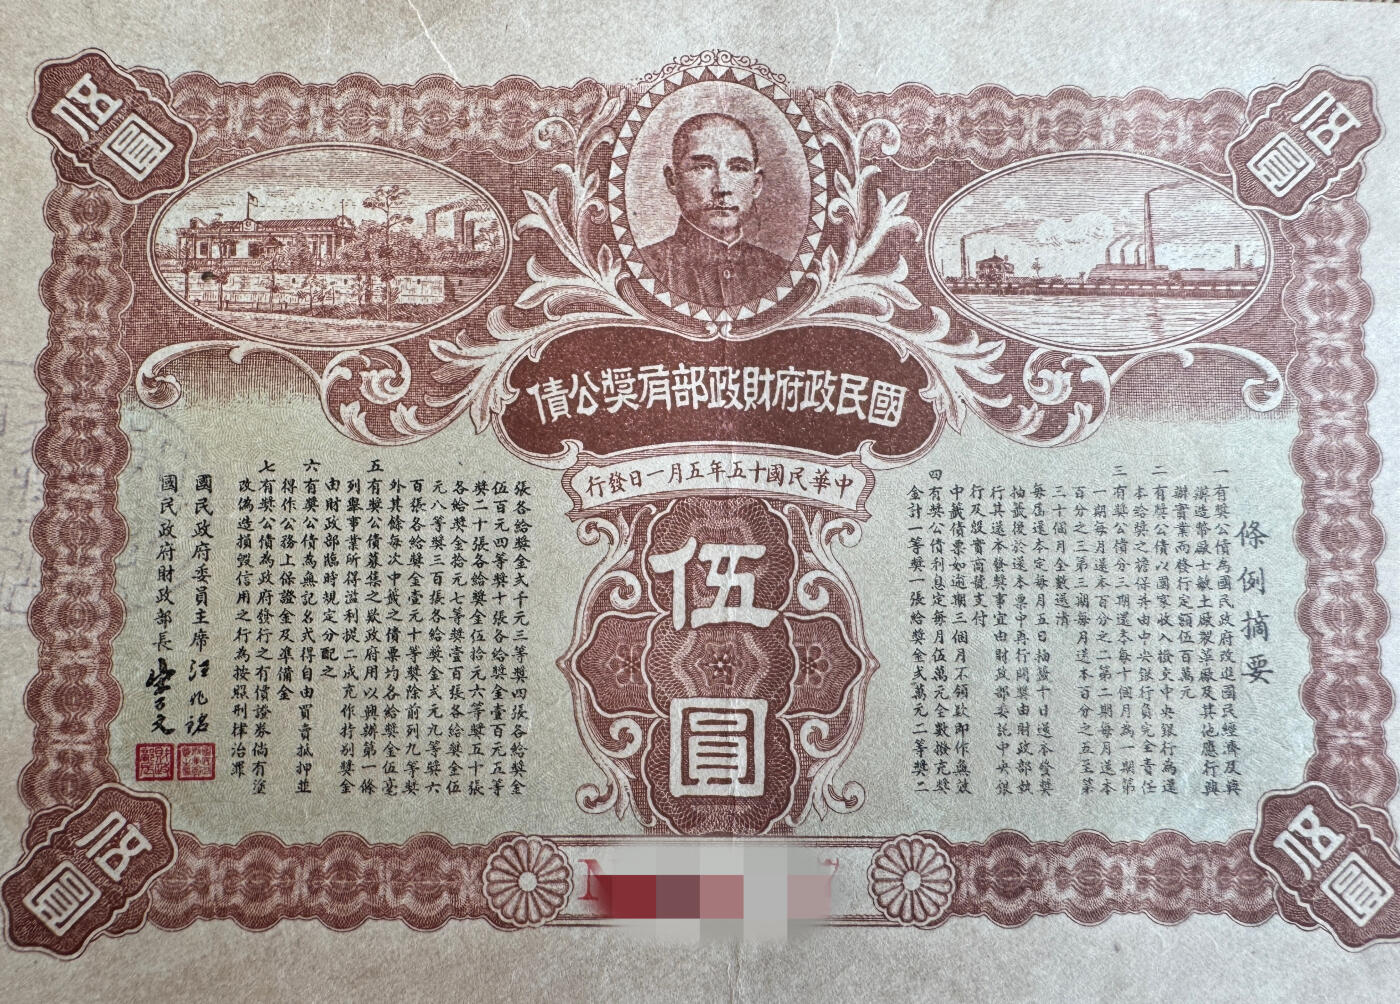 伍圓
伍圓
國民政府財政部有獎公債
中華民國十五年五月一日發行
伍圓
條例摘要
一 有獎公債為國民政府改進國民經濟及興
辦造幣廠士敏土廠製革廠及其他應行興
辦實業而發行定額伍百萬元
二 有獎公債以國家收入撥交中央銀行為還
本給獎之擔保并由中央銀行負完全責任
三 有獎公債分三期還本每十個月為一期第
一期每月還本百分之二第二期每月還本
百分之三第三期每月還本百分之五至第
三十個月全數還清
每屆還本定每月五日抽籤十日還本發獎
抽籤後於還本票中再行開獎由財政部執
行其還本發獎事宜由財政部委託中央銀
行及殷實商號支付
中籤債票如逾期三個月不領款即作無效
四 有獎公債利息定每月伍萬元全數撥充獎
金計一等獎一張給獎金弍萬元二等獎二
張各給獎金弍千元三等獎四張各給獎金
伍百元四等獎十張各給獎金壹百元五等
獎二十張各給獎金伍拾元六等獎五十張
各給獎金拾元七等獎壹百張各給獎金伍
元八等獎三百張各給獎金弍元九等獎六
百張各給獎金壹元十等獎除前列九等獎
外其餘每次中籤之債票均各給獎金伍毫
五 有獎公債募集之款政府用以興辦第一條
列舉事業所得溢利提二成充作特別獎金
由財政部臨時規定分配之
六 有獎公債為無記名式得自由買賣抵押並
得作公務上保證金及準備金
七 有獎公債為政府發行之有價證券倘有塗
改偽造損毀信用之行為按照刑律治罪
國民政府委員主席 汪兆銘
國民政府財政部長 宋子文
伍圓
伍圓